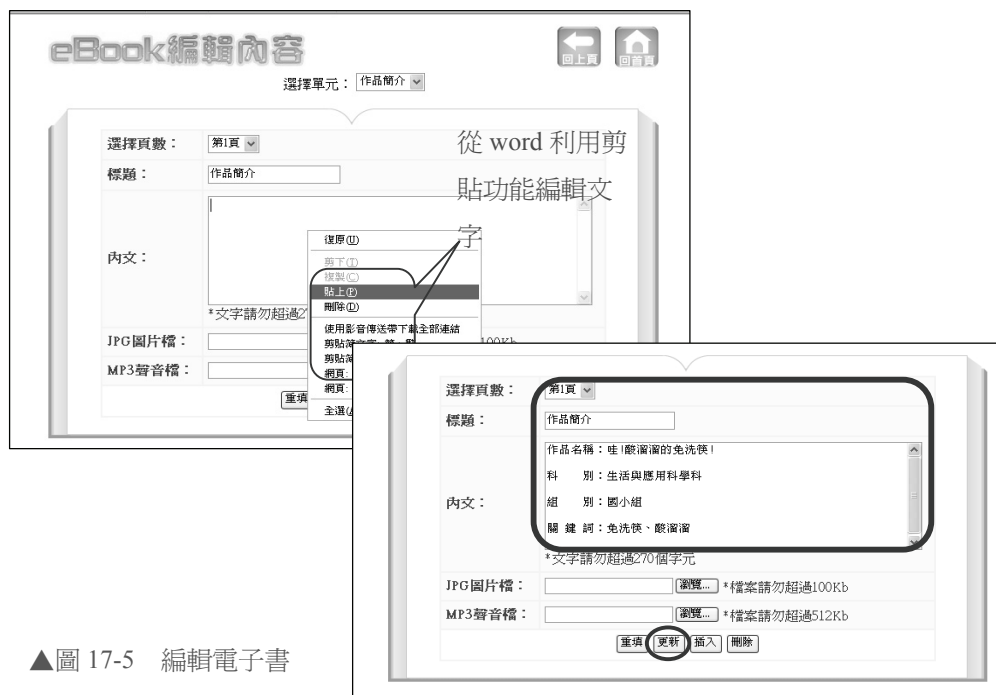 eBook編輯內容
回上頁
回首頁
選擇單元：
作品簡介
選擇頁數：
第1頁
標題：
作品簡介
內文：
從 word 利用剪
貼功能編輯文
字
復原(U)
剪下(T)
複製(C)
貼上(P)
刪除(D)
使用影音傳送帶下載全部連結
剪貼簿
剪貼簿
網頁:
網頁:
全選(A
*文字請勿超過2
JPG圖片檔：
100Kb
MP3聲音檔：
重填
選擇頁數：
第1頁
標題：
作品簡介
內文：
作品名稱：哇!酸溜溜的免洗筷!
科　別：生活與應用科學科
組　別：國小組
關 鍵 詞：免洗筷、酸溜溜
*文字請勿超過270個字元
JPG圖片檔：
瀏覽... *檔案請勿超過100Kb
MP3聲音檔：
瀏覽... *檔案請勿超過512Kb
重填 更新 插入 刪除
▲圖 17-5　編輯電子書